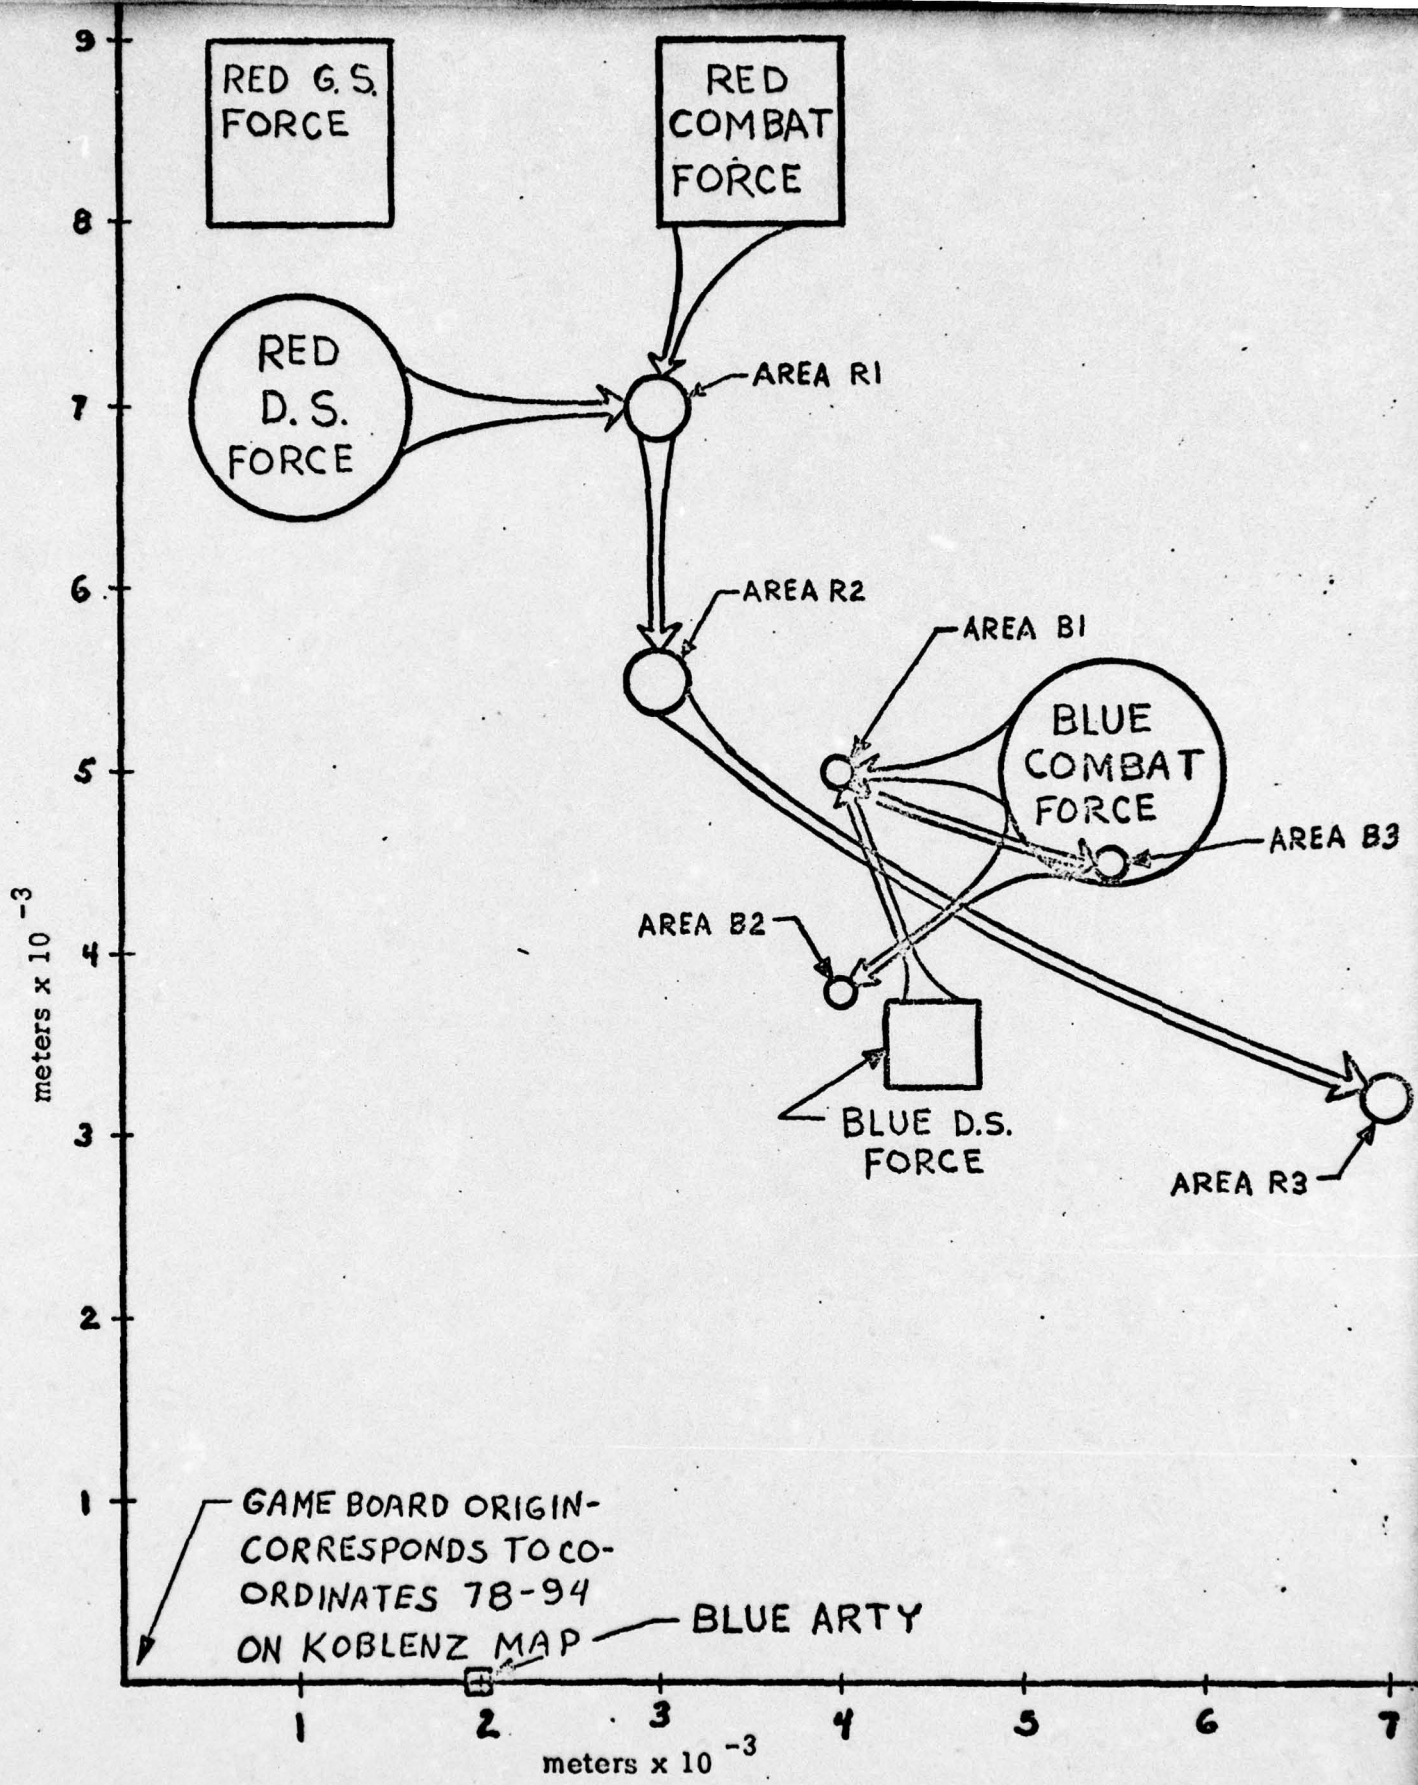 9
RED G.S.
FORCE
RED
COMBAT
FORCE
8
RED
D.S.
FORCE
AREA R1
7
6
AREA R2
AREA B1
BLUE
COMBAT
FORCE
5
AREA B3
AREA B2
4
meters x 10 -3
BLUE D.S.
FORCE
3
AREA R3
2
1
GAME BOARD ORIGIN-
CORRESPONDS TO CO-
ORDINATES 78-94
ON KOBLENZ MAP
BLUE ARTY
1 2 3 4 5 6 7
meters x 10 -3